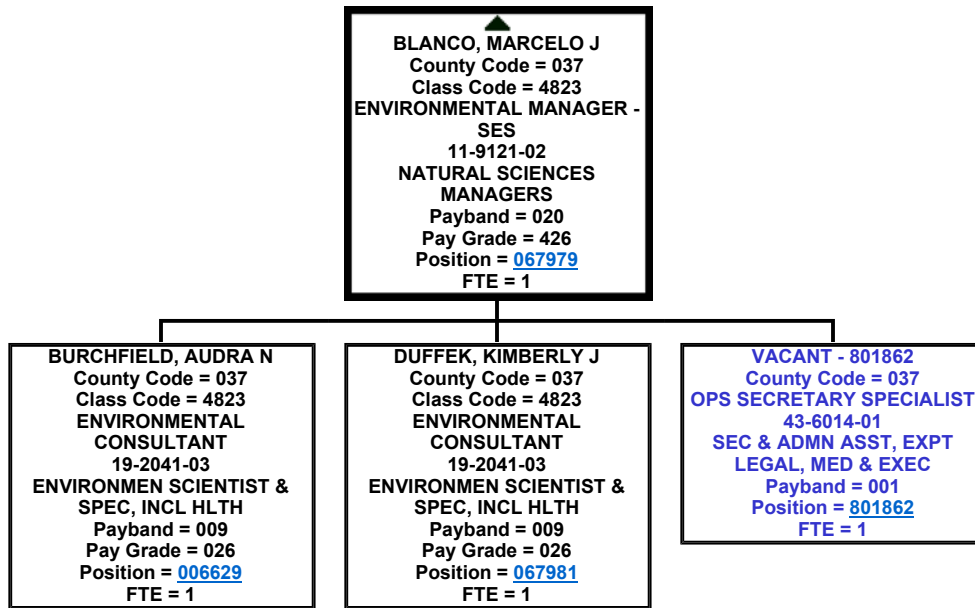 BLANCO, MARCELO J
County Code = 037
Class Code = 4823
ENVIRONMENTAL MANAGER -
SES
11-9121-02
NATURAL SCIENCES
MANAGERS
Payband = 020
Pay Grade = 426
Position = 067979
FTE = 1
BURCHFIELD, AUDRA N
County Code = 037
Class Code = 4823
ENVIRONMENTAL
CONSULTANT
19-2041-03
ENVIRONMEN SCIENTIST &
SPEC, INCL HLTH
Payband = 009
Pay Grade = 026
Position = 006629
FTE = 1
DUFFEK, KIMBERLY J
County Code = 037
Class Code = 4823
ENVIRONMENTAL
CONSULTANT
19-2041-03
ENVIRONMEN SCIENTIST &
SPEC, INCL HLTH
Payband = 009
Pay Grade = 026
Position = 067981
FTE = 1
VACANT - 801862
County Code = 037
OPS SECRETARY SPECIALIST
43-6014-01
SEC & ADMN ASST, EXPT
LEGAL, MED & EXEC
Payband = 001
Position = 801862
FTE = 1